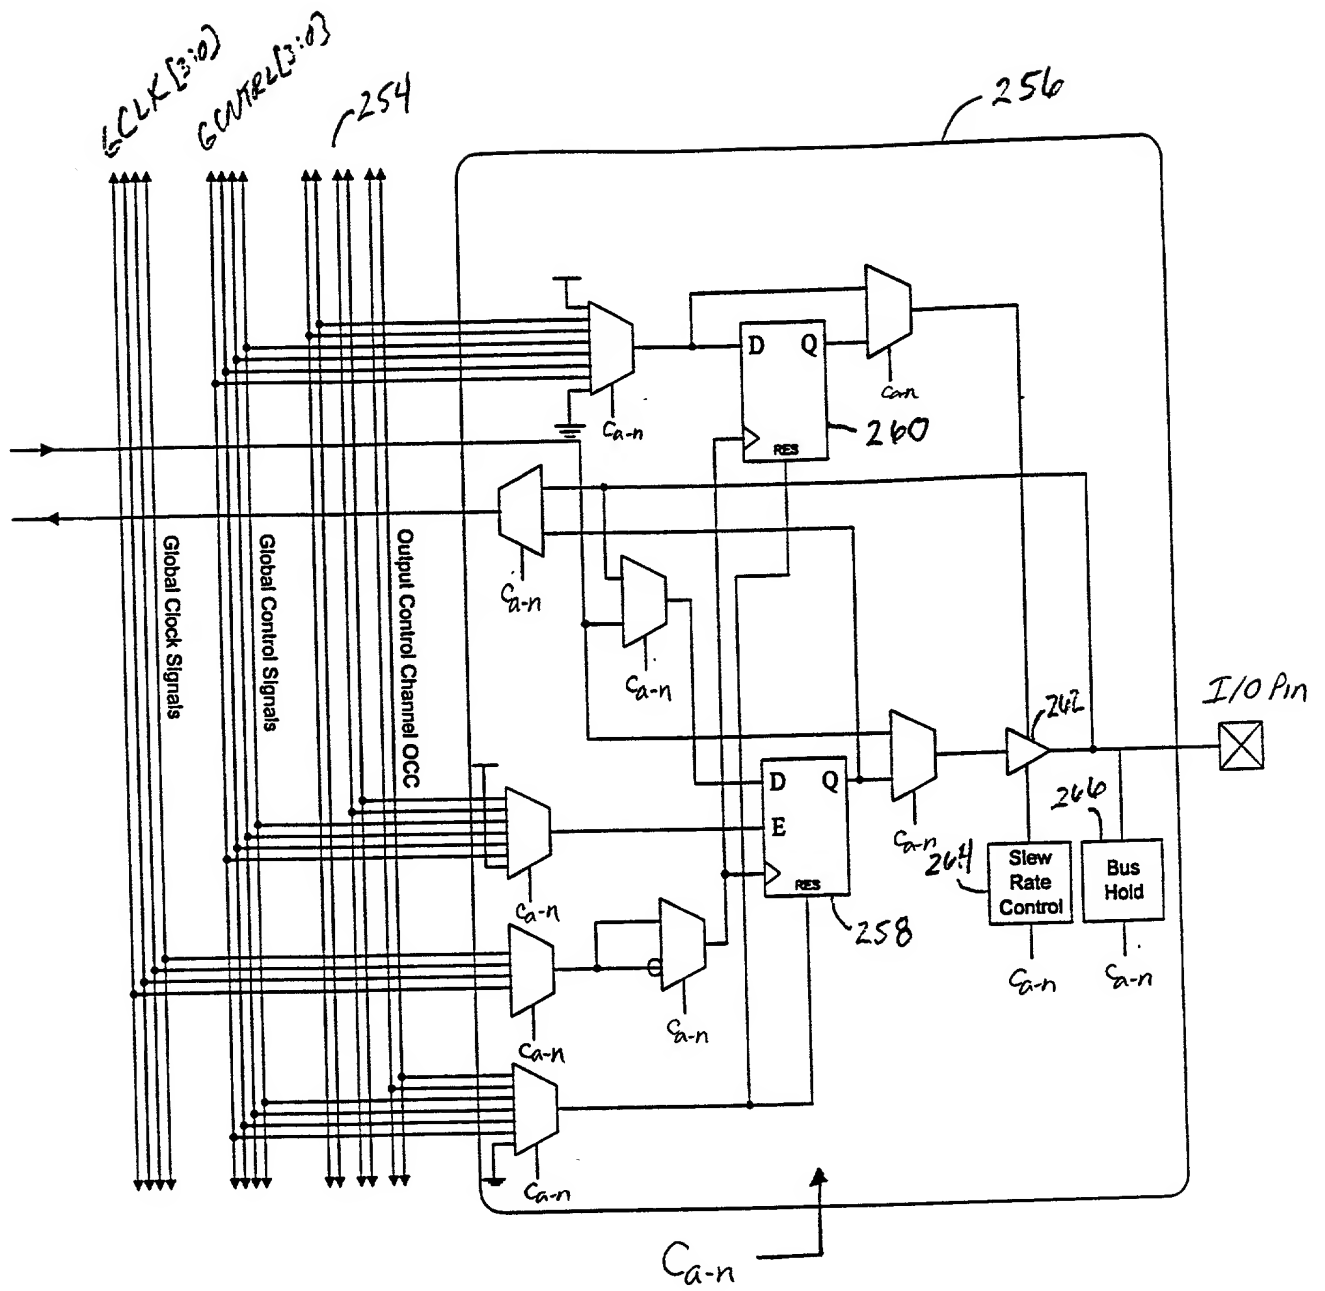 GCLK[3:0]
GCNTRL[3:0]
254
256
D Q
RES
260
Ca-n
Ca-n
Ca-n
Ca-n
Global Clock Signals
Global Control Signals
Output Control Channel OCC
I/O Pin
262
D Q
E
RES
258
Ca-n
266
264
Slew
Rate
Control
Bus
Hold
Ca-n
Ca-n
Ca-n
Ca-n
Ca-n
Ca-n
Ca-n